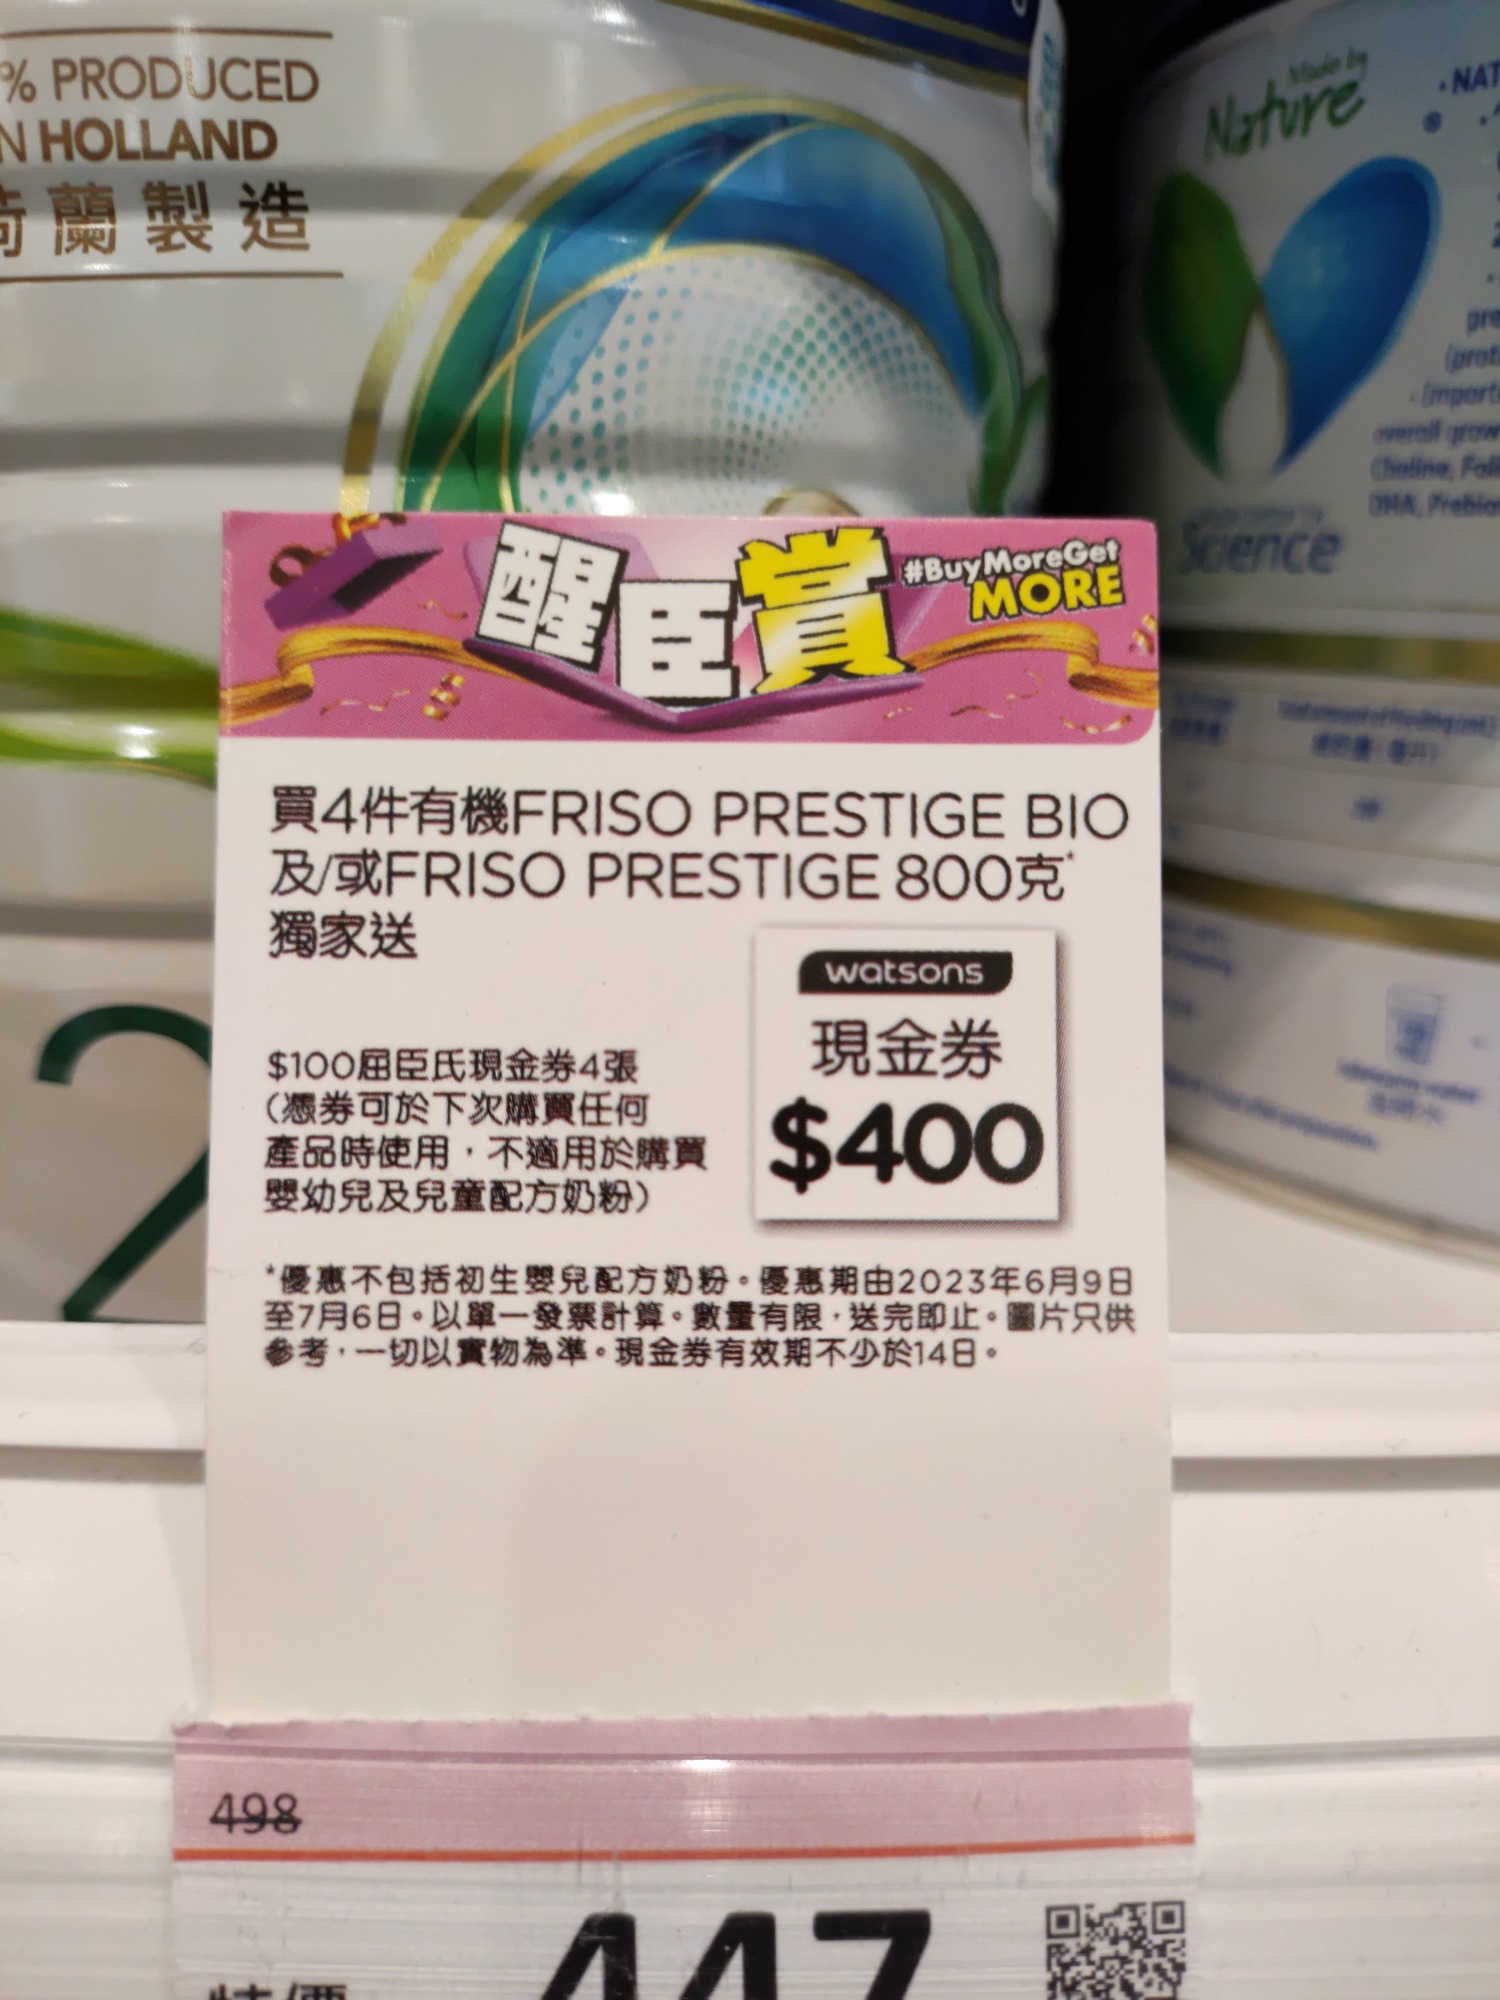 % PRODUCED
N HOLLAND
荷蘭製造
Made by
Nature
Science
醒臣賞
#BuyMoreGet
MORE
買4件有機FRISO PRESTIGE BIO
及/或FRISO PRESTIGE 800克*
獨家送
watsons
現金券
$400
$100屈臣氏現金券4張
(憑券可於下次購買任何
產品時使用，不適用於購買
嬰幼兒及兒童配方奶粉)
*優惠不包括初生嬰兒配方奶粉。優惠期由2023年6月9日
至7月6日。以單一發票計算。數量有限，送完即止。圖片只供
參考，一切以實物為準。現金券有效期不少於14日。
2
498
特價
447